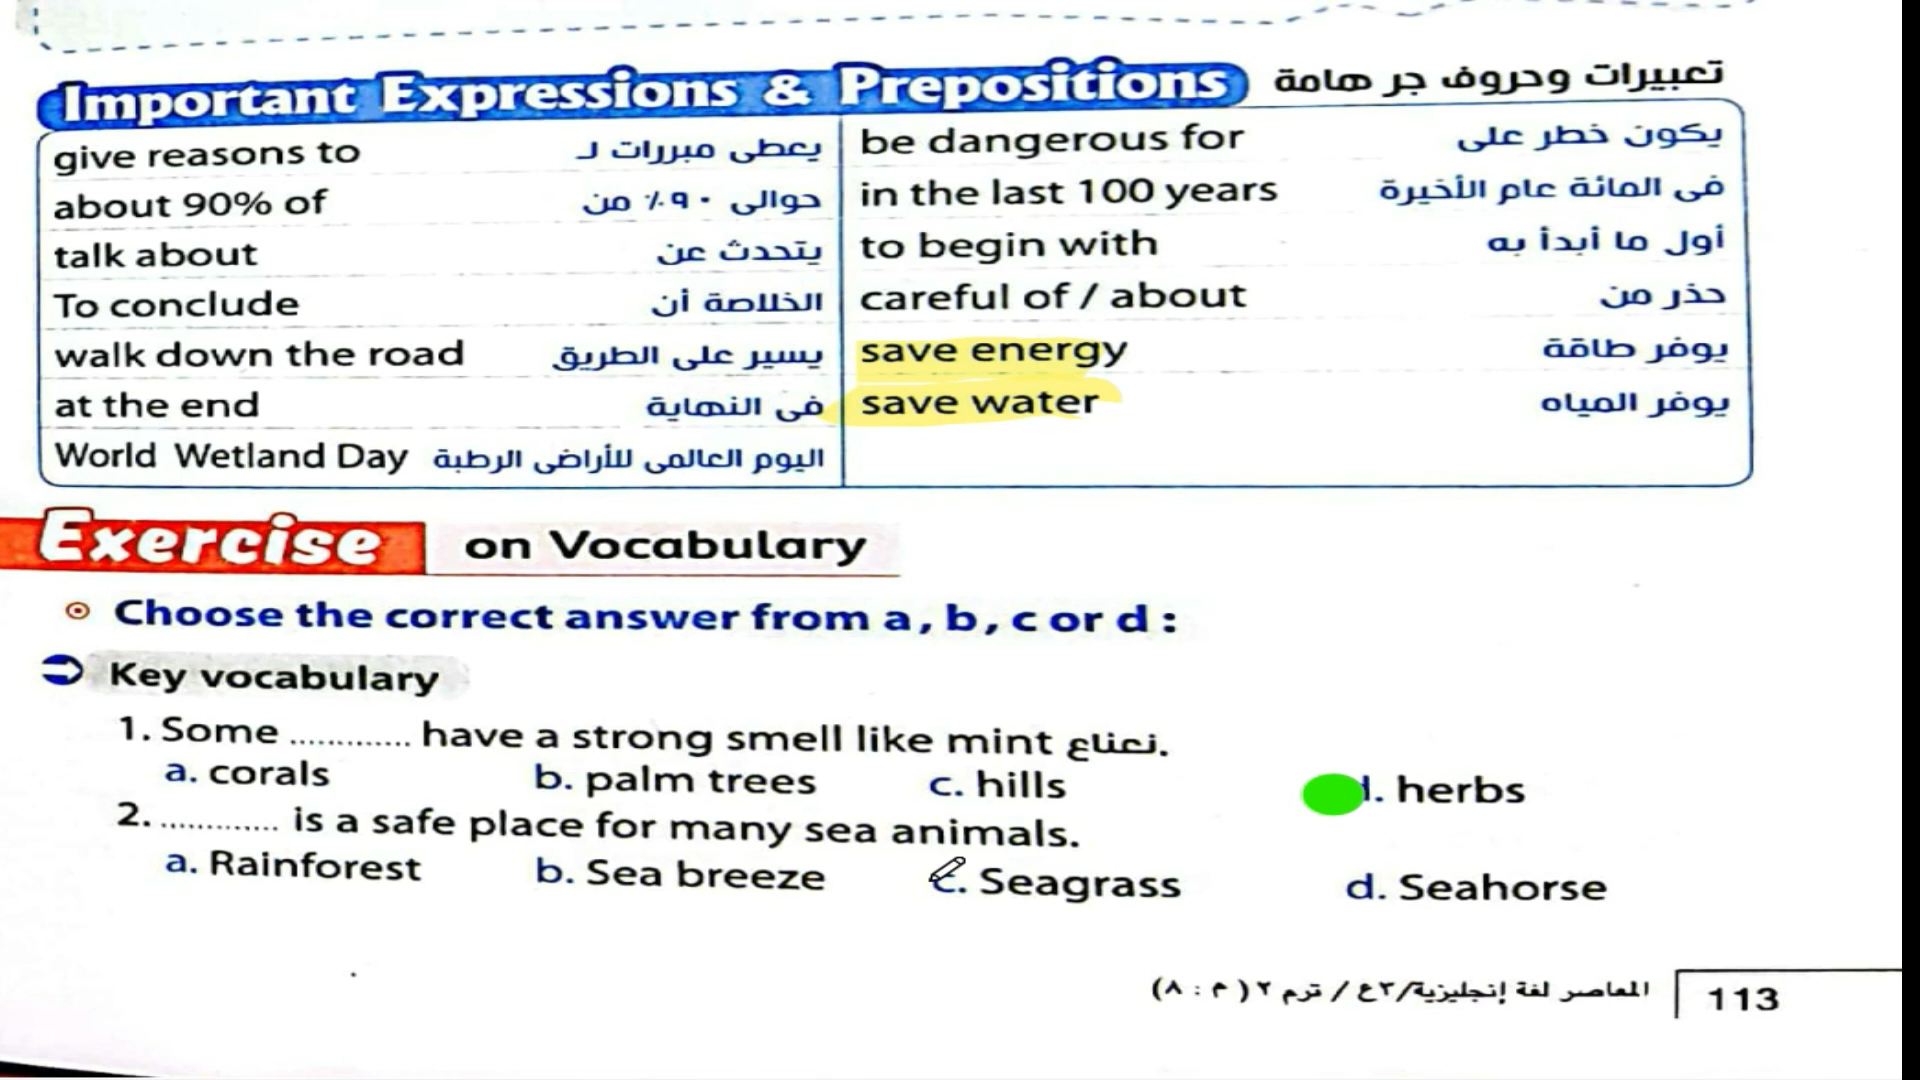 Important Expressions & Prepositions تعبيرات وحروف جر هامة
give reasons to يعطى مبررات لـ
about 90% of حوالى ٩٠٪ من
talk about يتحدث عن
To conclude الخلاصة أن
walk down the road يسير على الطريق
at the end فى النهاية
World Wetland Day اليوم العالمى للأراضى الرطبة
be dangerous for يكون خطر على
in the last 100 years فى المائة عام الأخيرة
to begin with أول ما أبدأ به
careful of / about حذر من
save energy يوفر طاقة
save water يوفر المياه
Exercise on Vocabulary
Choose the correct answer from a, b, c or d :
Key vocabulary
1. Some ............ have a strong smell like mint نعناع.
a. corals b. palm trees c. hills d. herbs
2. ............. is a safe place for many sea animals.
a. Rainforest b. Sea breeze c. Seagrass d. Seahorse
المعاصر لغة إنجليزية/٣ع / ترم ٢ (م : ٨) 113